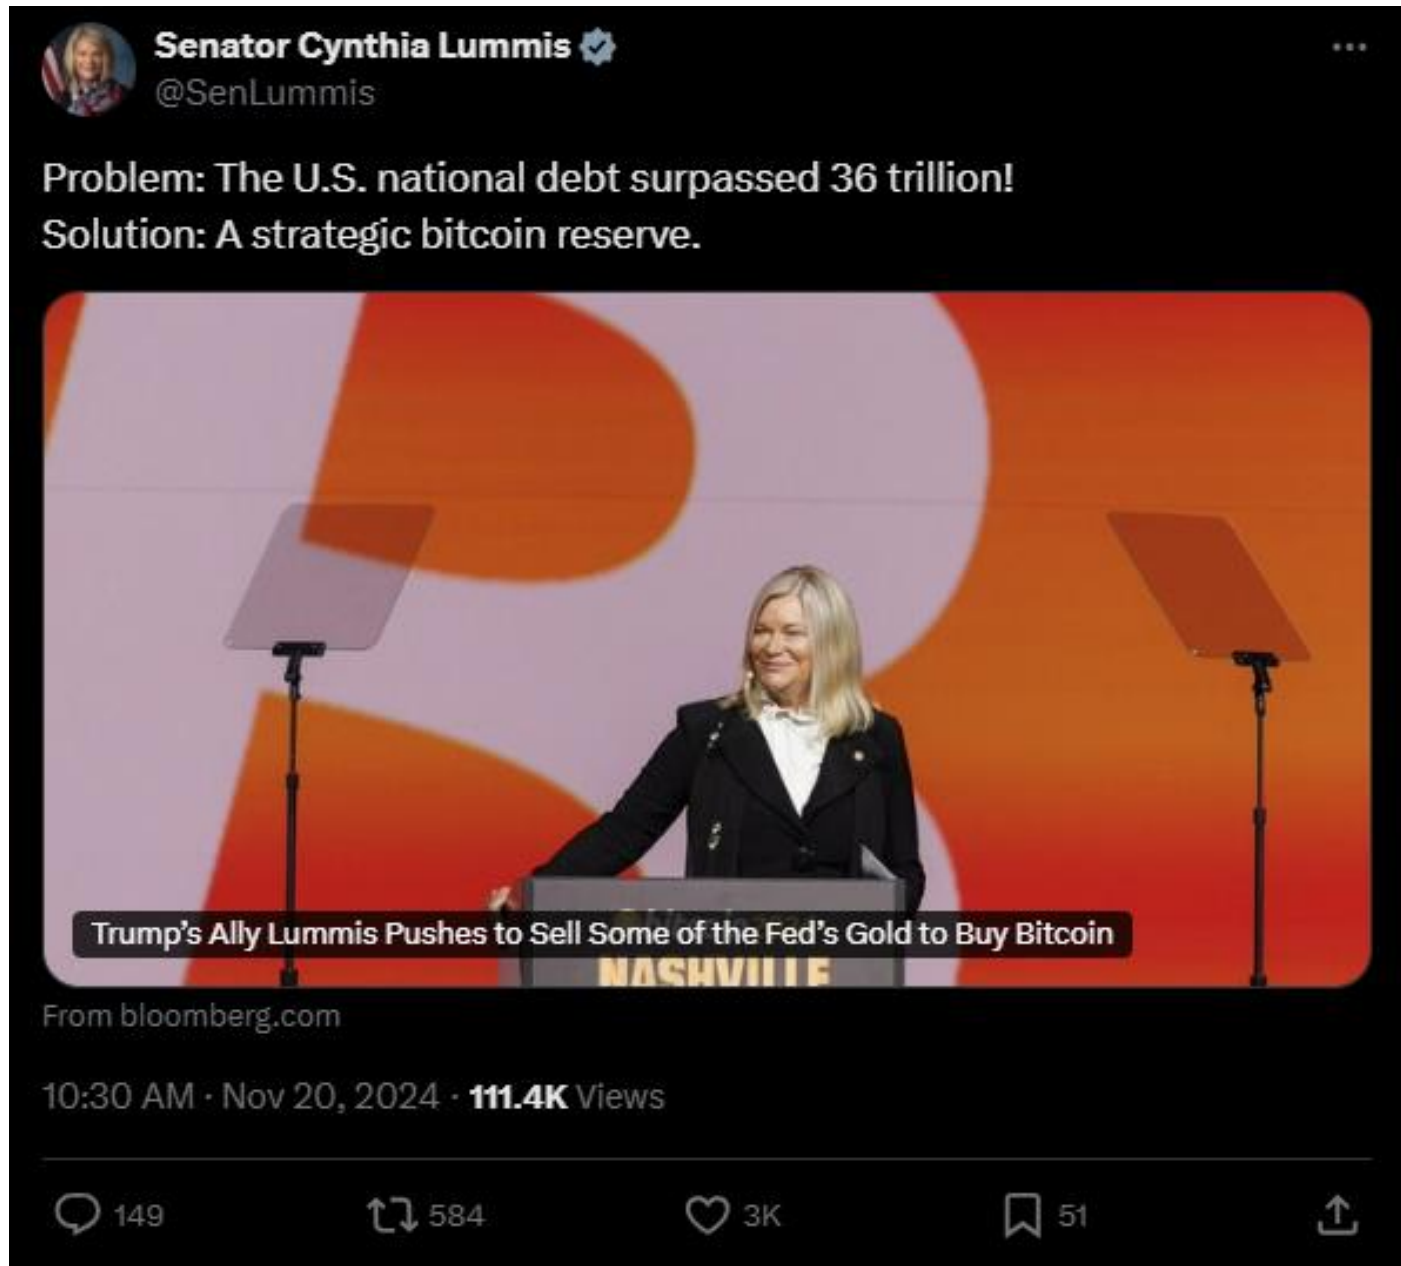 Senator Cynthia Lummis
@SenLummis
Problem: The U.S. national debt surpassed 36 trillion!
Solution: A strategic bitcoin reserve.
Trump's Ally Lummis Pushes to Sell Some of the Fed's Gold to Buy Bitcoin
NASHVILLE
From bloomberg.com
10:30 AM · Nov 20, 2024 · 111.4K Views
149 584 3K 51